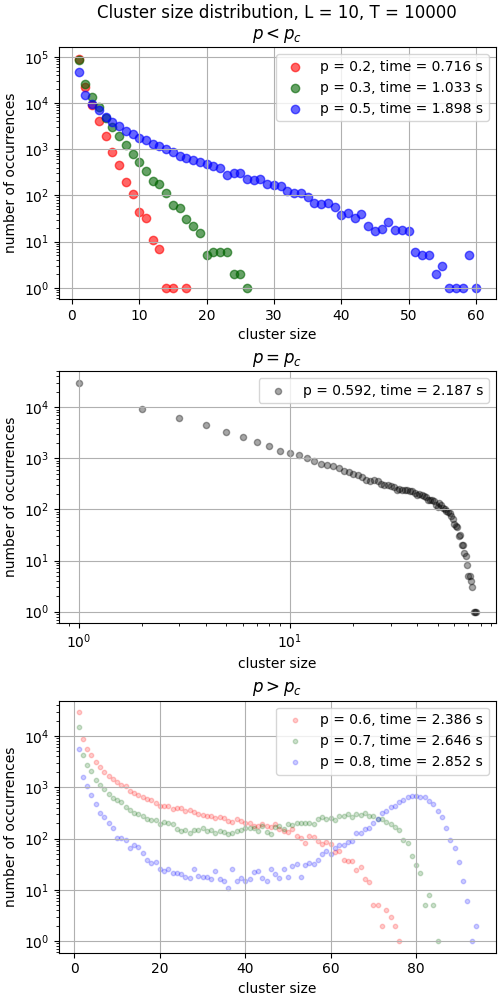 Cluster size distribution, L = 10, T = 10000
p < p_c
10^5
10^4
10^3
10^2
10^1
10^0
number of occurrences
p = 0.2, time = 0.716 s
p = 0.3, time = 1.033 s
p = 0.5, time = 1.898 s
0 10 20 30 40 50 60
cluster size
p = p_c
10^4
10^3
10^2
10^1
10^0
number of occurrences
p = 0.592, time = 2.187 s
10^0 10^1
cluster size
p > p_c
10^4
10^3
10^2
10^1
10^0
number of occurrences
p = 0.6, time = 2.386 s
p = 0.7, time = 2.646 s
p = 0.8, time = 2.852 s
0 20 40 60 80
cluster size